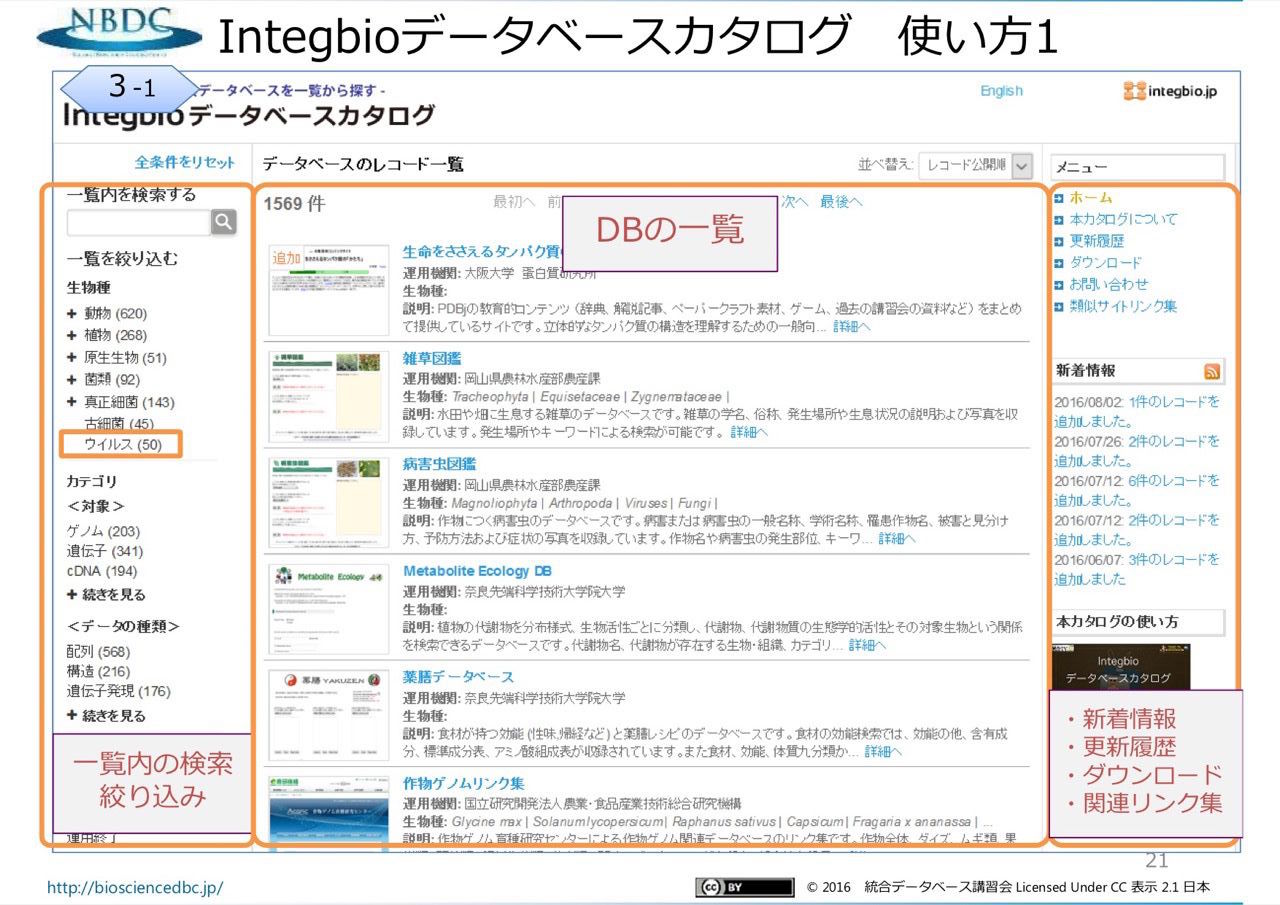 NBDC
Integbioデータベースカタログ　使い方1
3-1
データベースを一覧から探す -
Integbioデータベースカタログ
English
integbio.jp
全条件をリセット
データベースのレコード一覧
並べ替え: レコード公開順
メニュー
一覧内を検索する
一覧を絞り込む
生物種
+ 動物 (620)
+ 植物 (268)
+ 原生生物 (51)
+ 菌類 (92)
+ 真正細菌 (143)
古細菌 (45)
ウイルス (50)
カテゴリ
＜対象＞
ゲノム (203)
遺伝子 (341)
cDNA (194)
+ 続きを見る
＜データの種類＞
配列 (568)
構造 (216)
遺伝子発現 (176)
+ 続きを見る
一覧内の検索
絞り込み
運用終了
1569 件
最初へ 前
次へ 最後へ
DBの一覧
追加
生命をささえるタンパク質
運用機関: 大阪大学 蛋白質研究所
生物種:
説明: PDBjの教育的コンテンツ（辞典、解説記事、ペーパークラフト素材、ゲーム、過去の講習会の資料など）をまとめ
て提供しているサイトです。立体的なタンパク質の構造を理解するための一般向... 詳細へ
雑草図鑑
運用機関: 岡山県農林水産部農産課
生物種: Tracheophyta | Equisetaceae | Zygnemataceae |
説明: 水田や畑に生息する雑草のデータベースです。雑草の学名、俗称、発生場所や生息状況の説明および写真を収
録しています。発生場所やキーワードによる検索が可能です。 詳細へ
病害虫図鑑
運用機関: 岡山県農林水産部農産課
生物種: Magnoliophyta | Arthropoda | Viruses | Fungi |
説明: 作物につく病害虫のデータベースです。病害または病害虫の一般名称、学術名称、罹患作物名、被害と見分け
方、予防方法および症状の写真を収録しています。作物名や病害虫の発生部位、キーワ... 詳細へ
Metabolite Ecology
Metabolite Ecology DB
運用機関: 奈良先端科学技術大学院大学
生物種:
説明: 植物の代謝物を分布様式、生物活性ごとに分類し、代謝物、代謝物質の生態学的活性とその対象生物という関係
を検索できるデータベースです。代謝物名、代謝物が存在する生物・組織、カテゴリ... 詳細へ
薬膳 YAKUZEN
薬膳データベース
運用機関: 奈良先端科学技術大学院大学
生物種:
説明: 食材が持つ効能 (性味,帰経など) と薬膳レシピのデータベースです。食材の効能検索では、効能の他、含有成
分、標準成分表、アミノ酸組成表が収録されています。また食材、効能、体質九分類か... 詳細へ
作物ゲノムリンク集
運用機関: 国立研究開発法人農業・食品産業技術総合研究機構
生物種: Glycine max | Solanum lycopersicum | Raphanus sativus | Capsicum | Fragaria x ananassa | ...
説明: 作物ゲノム育種研究センターによる作物ゲノム関連データベースのリンク集です。作物全体、ダイズ、ムギ類、果
ホーム
本カタログについて
更新履歴
ダウンロード
お問い合わせ
類似サイトリンク集
新着情報
2016/08/02: 1件のレコードを
追加しました。
2016/07/26: 2件のレコードを
追加しました。
2016/07/12: 6件のレコードを
追加しました。
2016/07/12: 2件のレコードを
追加しました。
2016/06/07: 3件のレコードを
追加しました
本カタログの使い方
Integbio
データベースカタログ
・新着情報
・更新履歴
・ダウンロード
・関連リンク集
21
http://biosciencedbc.jp/
(cc) BY
© 2016　統合データベース講習会 Licensed Under CC 表示 2.1 日本